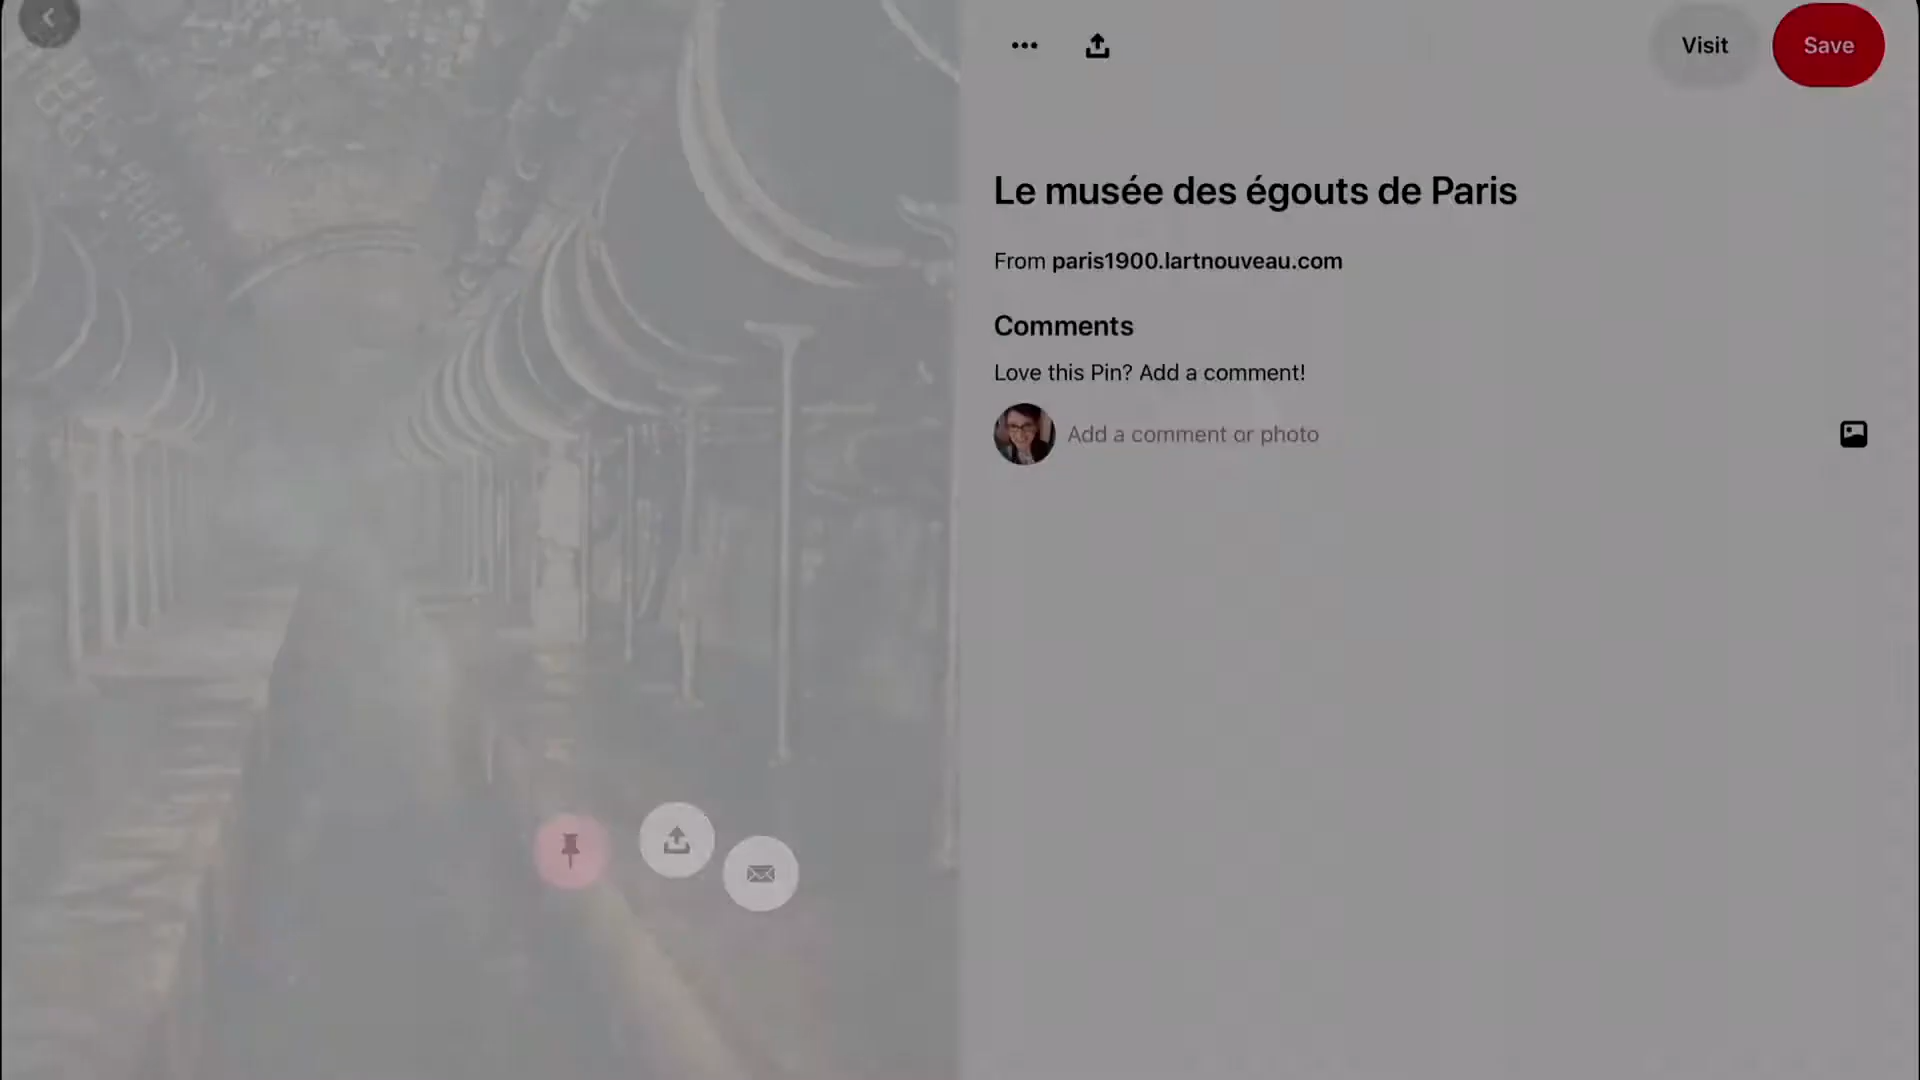 Visit
Save
Le musée des égouts de Paris
From paris1900.lartnouveau.com
Comments
Love this Pin? Add a comment!
Add a comment or photo